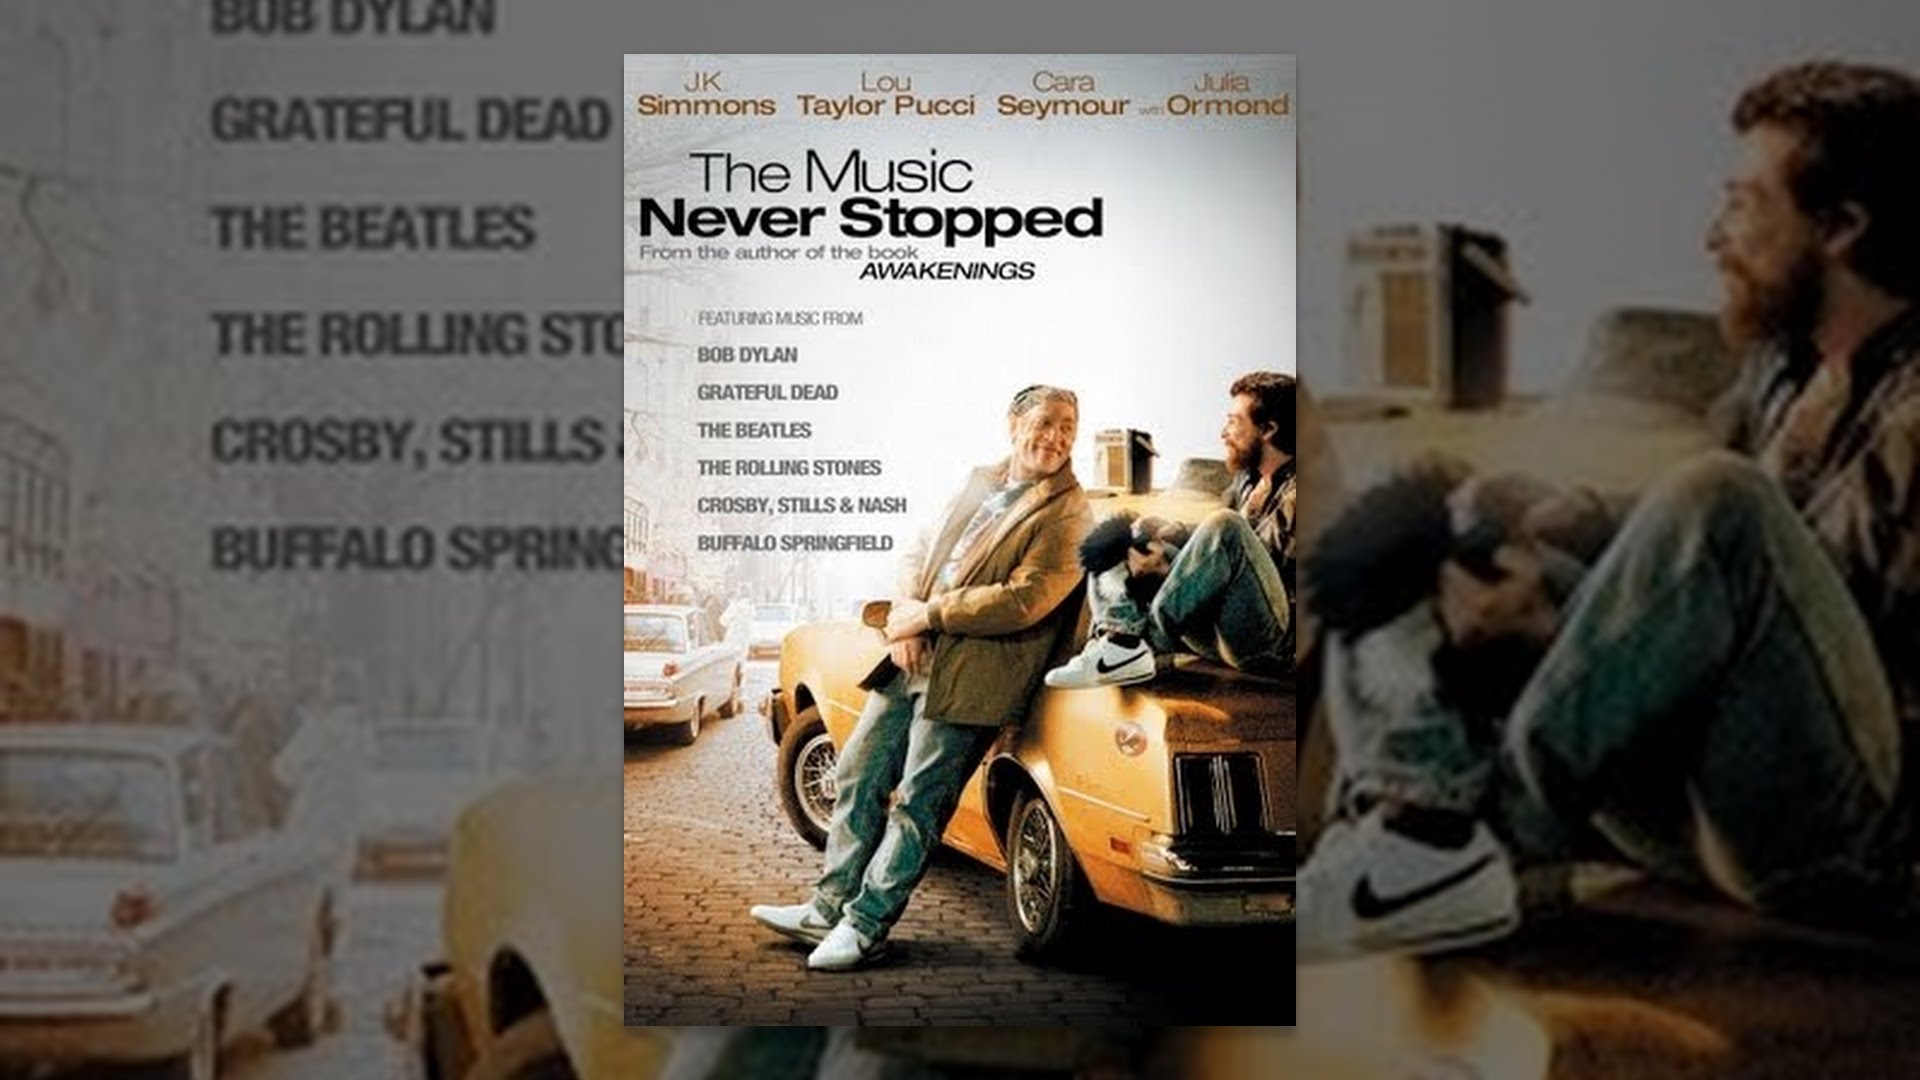 BOB DYLAN
GRATEFUL DEAD
THE BEATLES
THE ROLLING STO
CROSBY, STILLS
BUFFALO SPRING
JK Lou Cara Julia
Simmons Taylor Pucci Seymour with Ormond
The Music
Never Stopped
From the author of the book
AWAKENINGS
FEATURING MUSIC FROM
BOB DYLAN
GRATEFUL DEAD
THE BEATLES
THE ROLLING STONES
CROSBY, STILLS & NASH
BUFFALO SPRINGFIELD